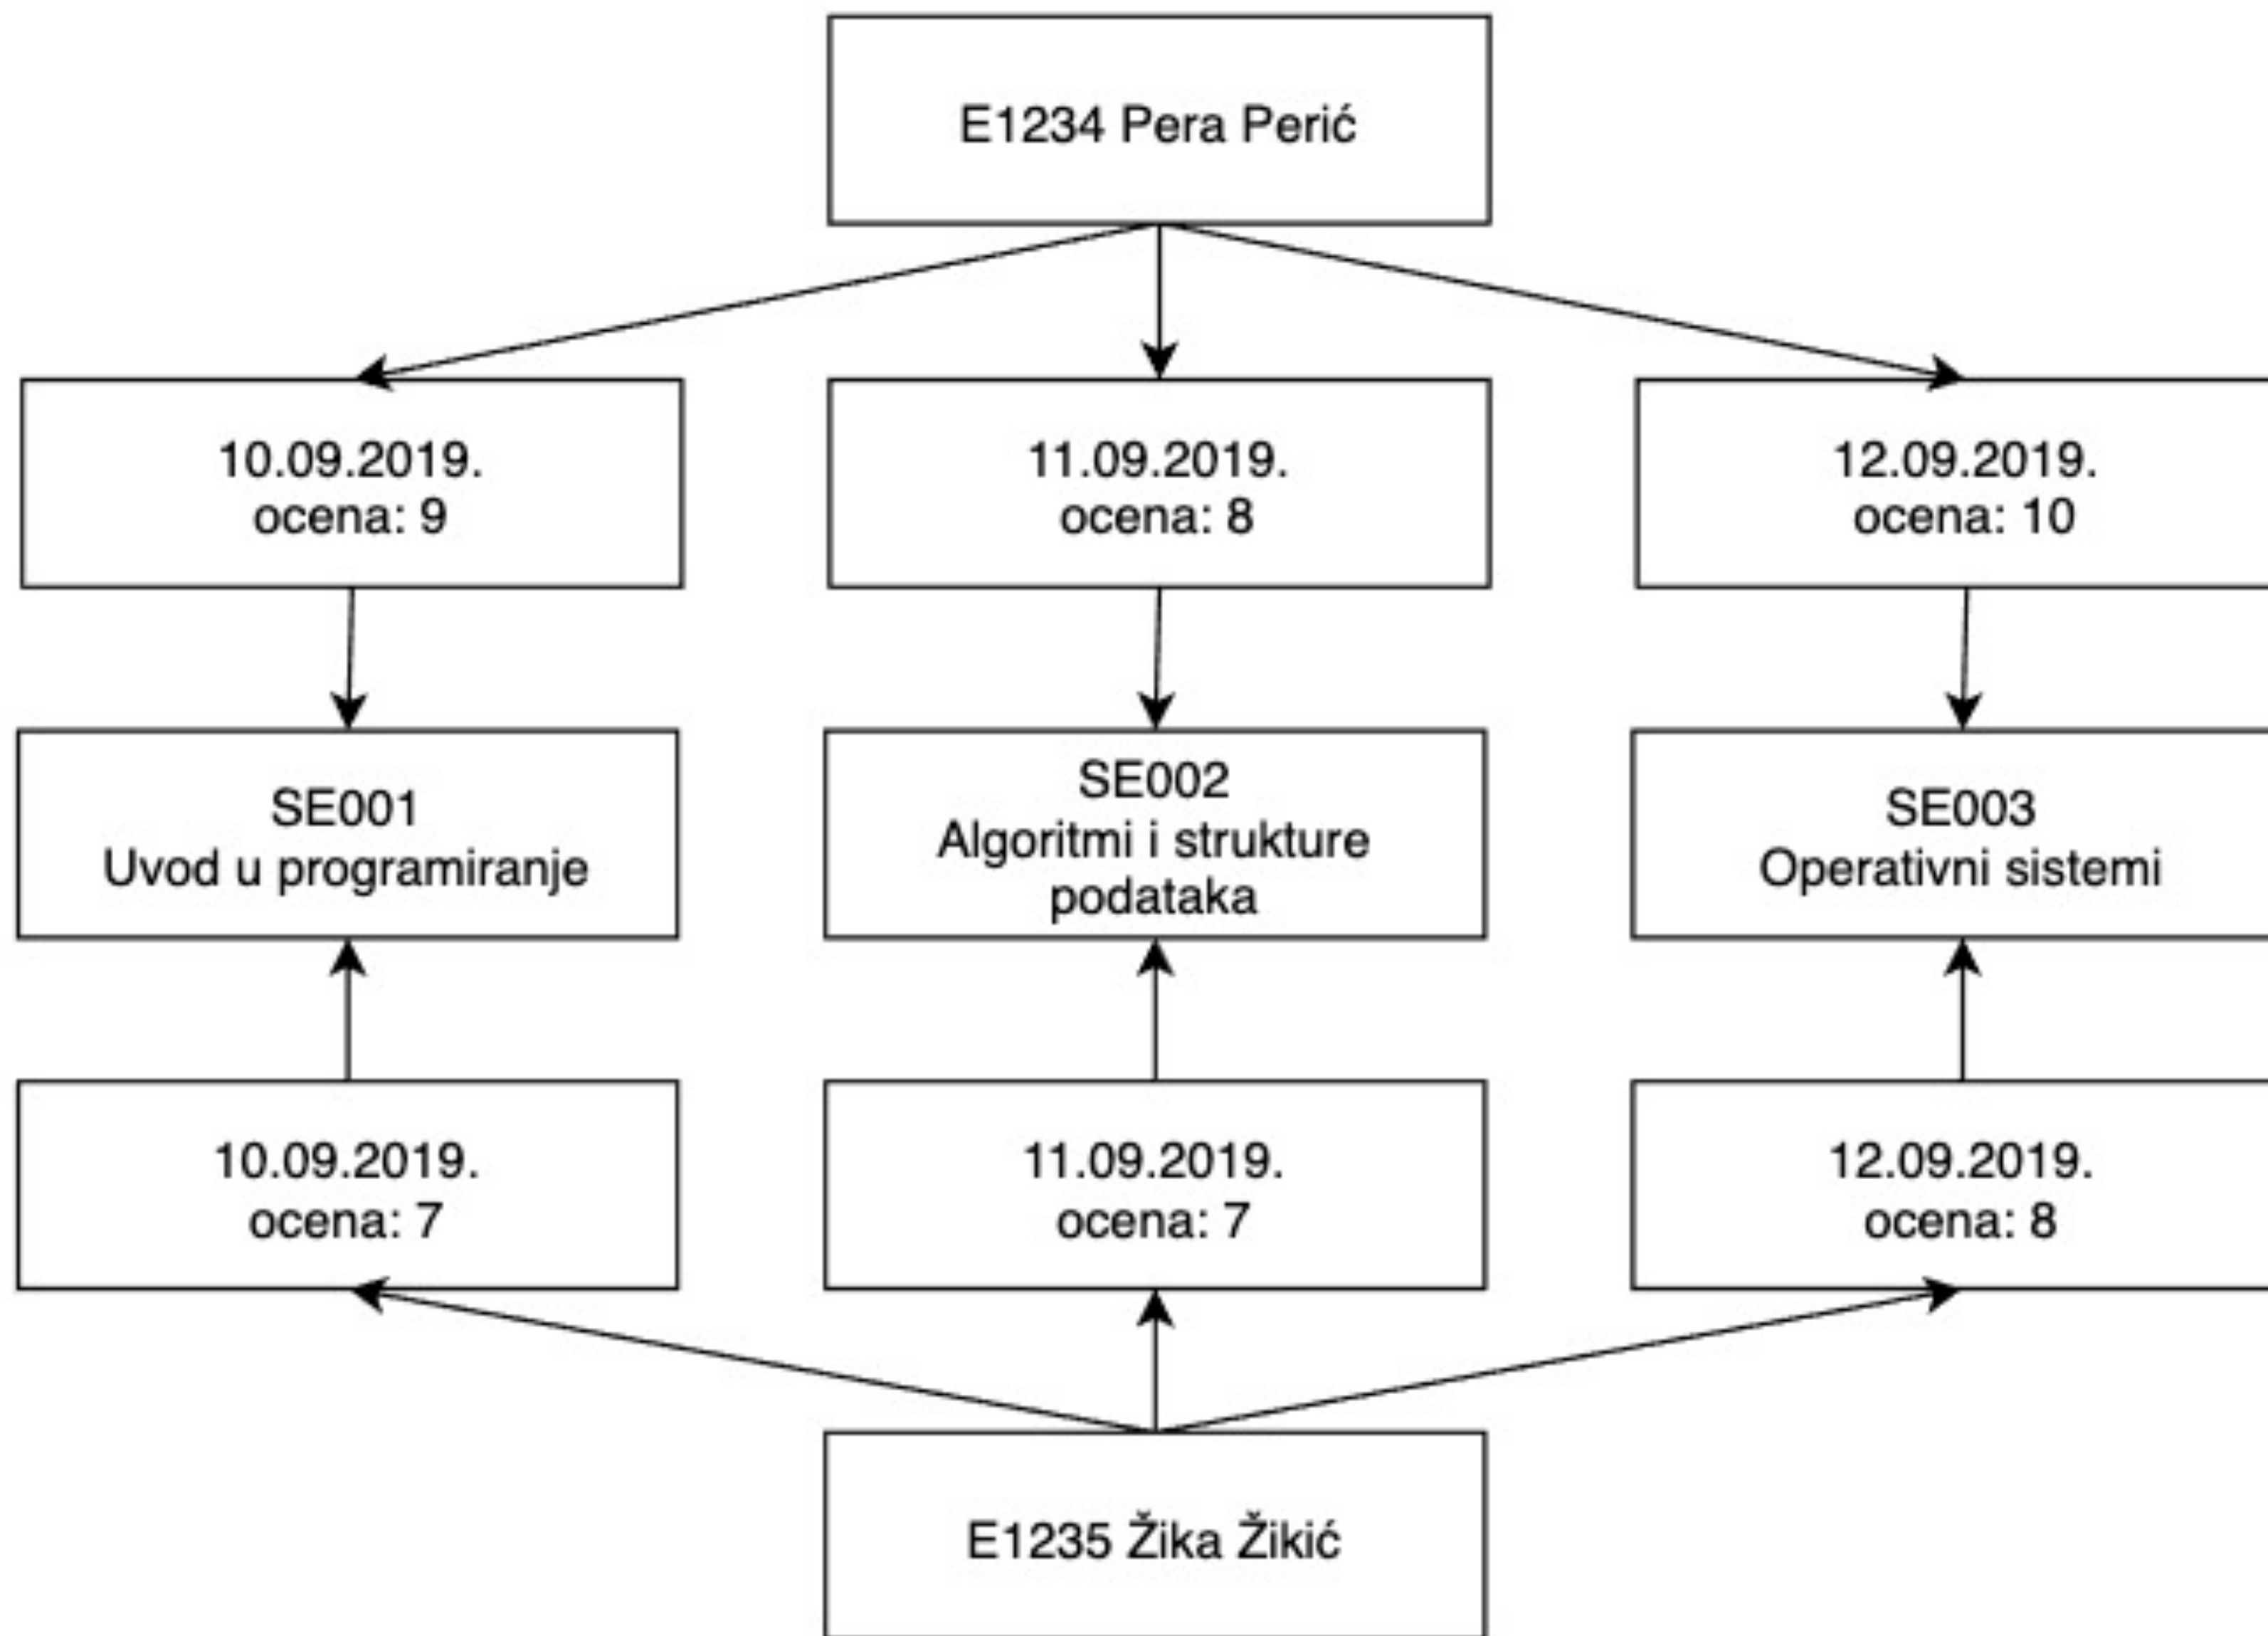 E1234 Pera Perić
10.09.2019.
ocena: 9
11.09.2019.
ocena: 8
12.09.2019.
ocena: 10
SE001
Uvod u programiranje
SE002
Algoritmi i strukture
podataka
SE003
Operativni sistemi
10.09.2019.
ocena: 7
11.09.2019.
ocena: 7
12.09.2019.
ocena: 8
E1235 Žika Žikić